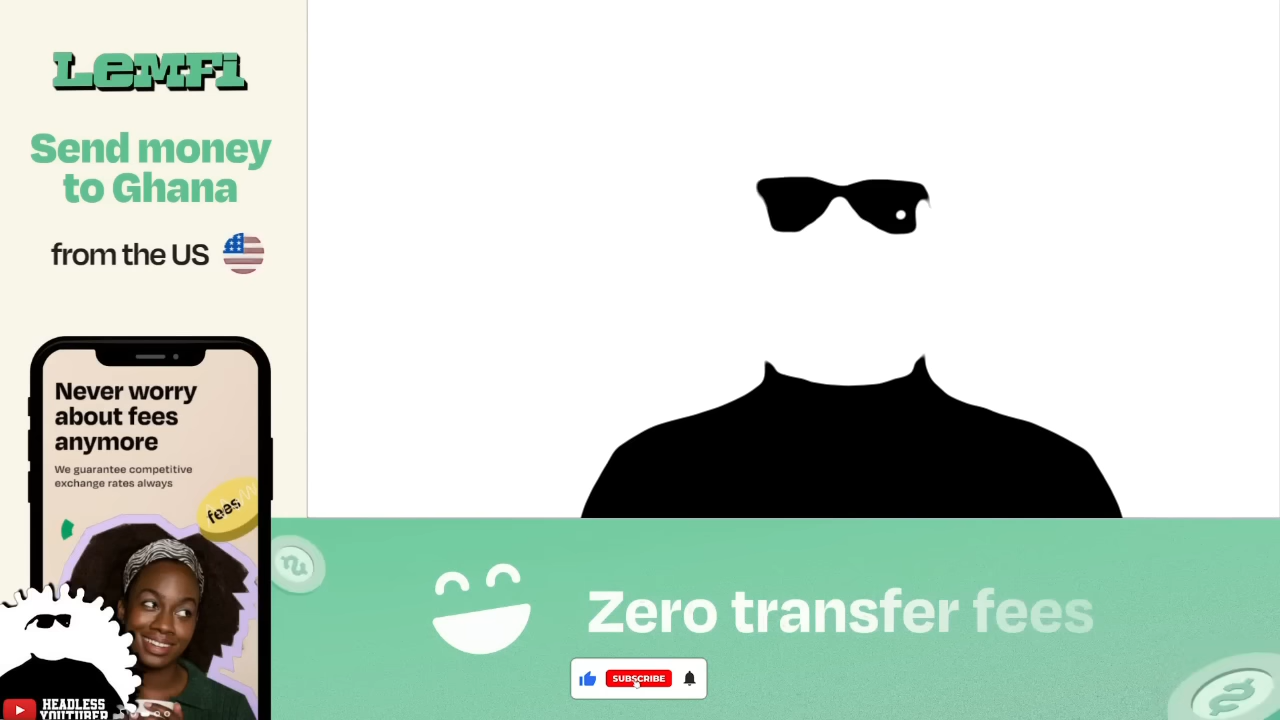 LEMFi
Send money
to Ghana
from the US
Never worry
about fees
anymore
We guarantee competitive
exchange rates always
fees
Zero transfer fees
SUBSCRIBE
HEADLESS
YOUTUBER